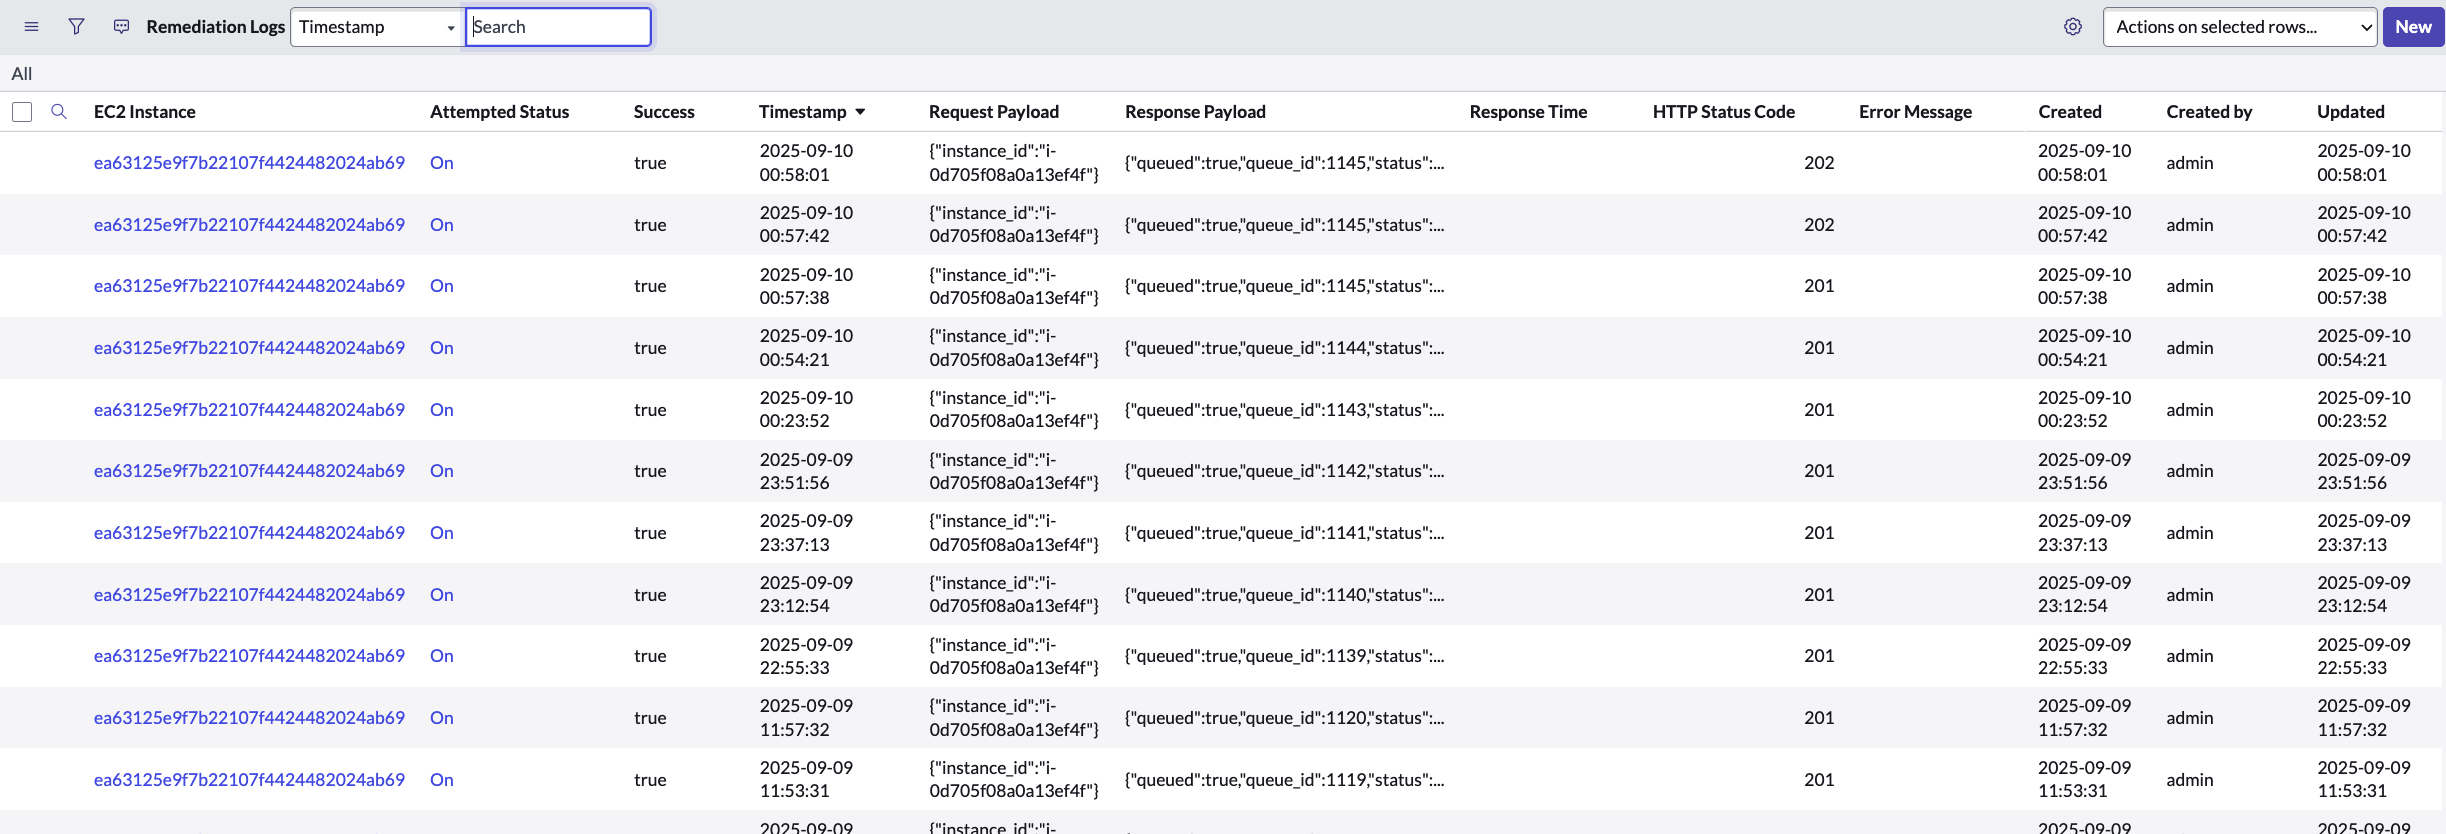 Remediation Logs Timestamp Search Actions on selected rows... New
All
EC2 Instance Attempted Status Success Timestamp Request Payload Response Payload Response Time HTTP Status Code Error Message Created Created by Updated
ea63125e9f7b22107f4424482024ab69 On true 2025-09-10 00:58:01 {"instance_id":"i-0d705f08a0a13ef4f"} {"queued":true,"queue_id":1145,"status":... 202 2025-09-10 00:58:01 admin 2025-09-10 00:58:01
ea63125e9f7b22107f4424482024ab69 On true 2025-09-10 00:57:42 {"instance_id":"i-0d705f08a0a13ef4f"} {"queued":true,"queue_id":1145,"status":... 202 2025-09-10 00:57:42 admin 2025-09-10 00:57:42
ea63125e9f7b22107f4424482024ab69 On true 2025-09-10 00:57:38 {"instance_id":"i-0d705f08a0a13ef4f"} {"queued":true,"queue_id":1145,"status":... 201 2025-09-10 00:57:38 admin 2025-09-10 00:57:38
ea63125e9f7b22107f4424482024ab69 On true 2025-09-10 00:54:21 {"instance_id":"i-0d705f08a0a13ef4f"} {"queued":true,"queue_id":1144,"status":... 201 2025-09-10 00:54:21 admin 2025-09-10 00:54:21
ea63125e9f7b22107f4424482024ab69 On true 2025-09-10 00:23:52 {"instance_id":"i-0d705f08a0a13ef4f"} {"queued":true,"queue_id":1143,"status":... 201 2025-09-10 00:23:52 admin 2025-09-10 00:23:52
ea63125e9f7b22107f4424482024ab69 On true 2025-09-09 23:51:56 {"instance_id":"i-0d705f08a0a13ef4f"} {"queued":true,"queue_id":1142,"status":... 201 2025-09-09 23:51:56 admin 2025-09-09 23:51:56
ea63125e9f7b22107f4424482024ab69 On true 2025-09-09 23:37:13 {"instance_id":"i-0d705f08a0a13ef4f"} {"queued":true,"queue_id":1141,"status":... 201 2025-09-09 23:37:13 admin 2025-09-09 23:37:13
ea63125e9f7b22107f4424482024ab69 On true 2025-09-09 23:12:54 {"instance_id":"i-0d705f08a0a13ef4f"} {"queued":true,"queue_id":1140,"status":... 201 2025-09-09 23:12:54 admin 2025-09-09 23:12:54
ea63125e9f7b22107f4424482024ab69 On true 2025-09-09 22:55:33 {"instance_id":"i-0d705f08a0a13ef4f"} {"queued":true,"queue_id":1139,"status":... 201 2025-09-09 22:55:33 admin 2025-09-09 22:55:33
ea63125e9f7b22107f4424482024ab69 On true 2025-09-09 11:57:32 {"instance_id":"i-0d705f08a0a13ef4f"} {"queued":true,"queue_id":1120,"status":... 201 2025-09-09 11:57:32 admin 2025-09-09 11:57:32
ea63125e9f7b22107f4424482024ab69 On true 2025-09-09 11:53:31 {"instance_id":"i-0d705f08a0a13ef4f"} {"queued":true,"queue_id":1119,"status":... 201 2025-09-09 11:53:31 admin 2025-09-09 11:53:31
2025-09-09 {"instance_id":"i- 2025-09-09 2025-09-09